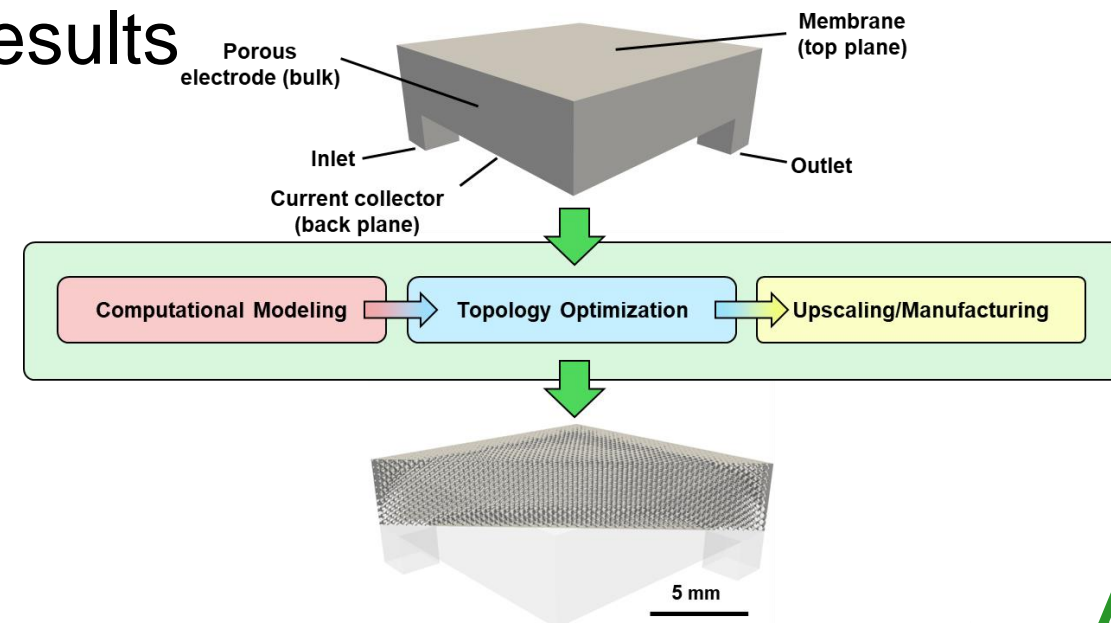 esults
Porous
electrode (bulk)
Membrane
(top plane)
Inlet
Outlet
Current collector
(back plane)
Computational Modeling
Topology Optimization
Upscaling/Manufacturing
5 mm